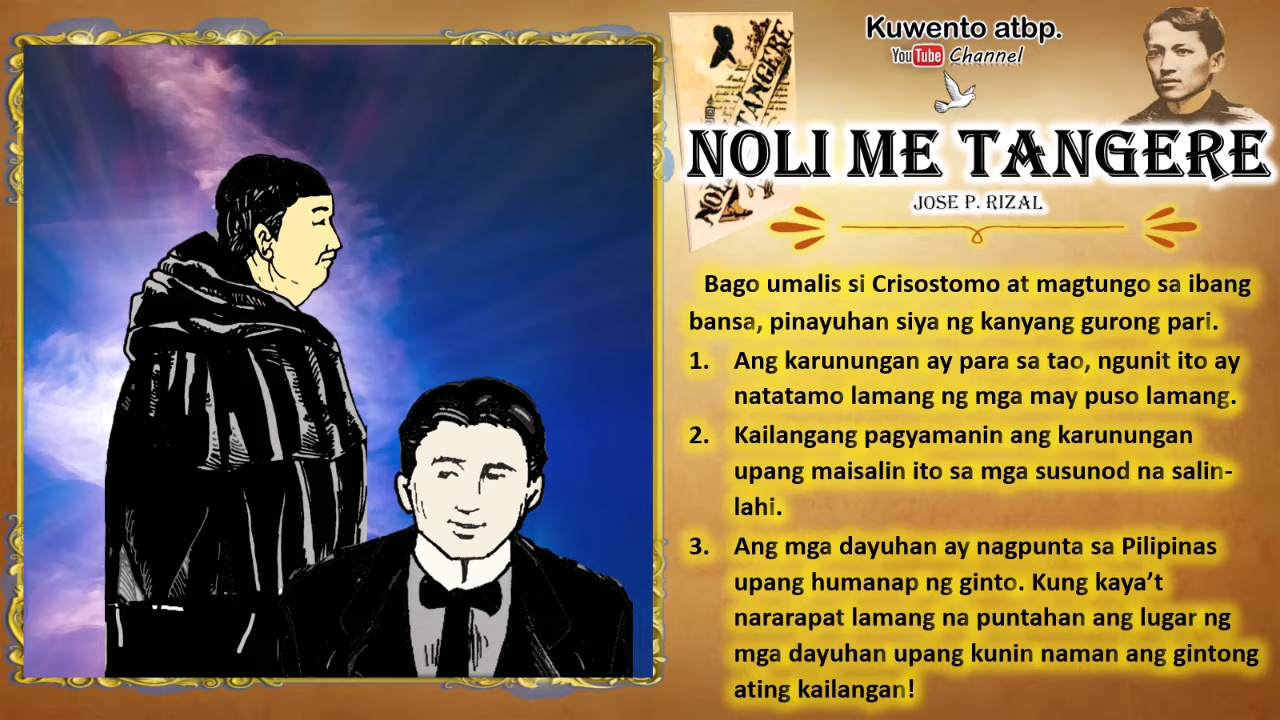 Kuwento atbp.
YouTube Channel
TANGERE
NOLI
NOLI ME TANGERE
JOSE P. RIZAL
Bago umalis si Crisostomo at magtungo sa ibang
bansa, pinayuhan siya ng kanyang gurong pari.
1. Ang karunungan ay para sa tao, ngunit ito ay
natatamo lamang ng mga may puso lamang.
2. Kailangang pagyamanin ang karunungan
upang maisalin ito sa mga susunod na salin-
lahi.
3. Ang mga dayuhan ay nagpunta sa Pilipinas
upang humanap ng ginto. Kung kaya’t
nararapat lamang na puntahan ang lugar ng
mga dayuhan upang kunin naman ang gintong
ating kailangan!